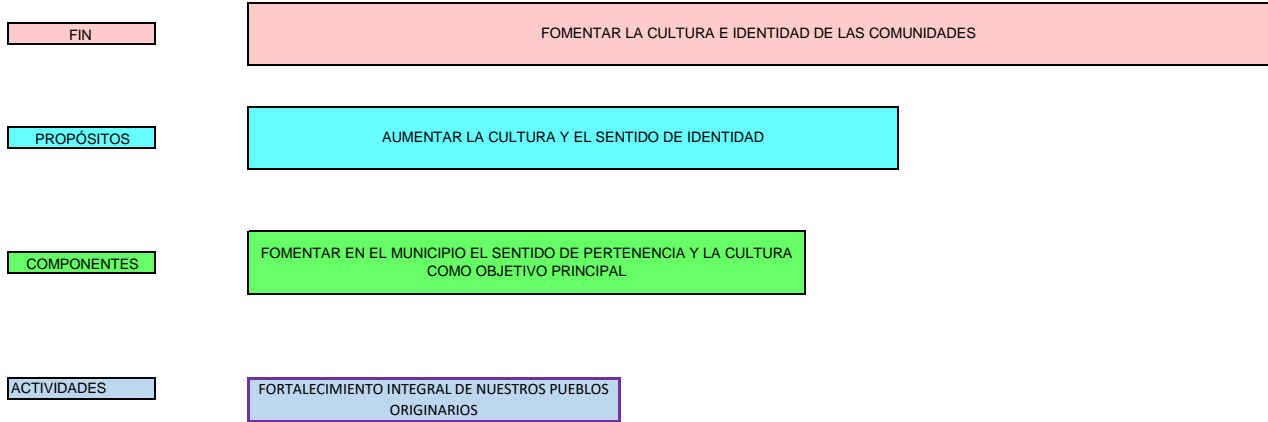 FIN
FOMENTAR LA CULTURA E IDENTIDAD DE LAS COMUNIDADES
PROPÓSITOS
AUMENTAR LA CULTURA Y EL SENTIDO DE IDENTIDAD
COMPONENTES
FOMENTAR EN EL MUNICIPIO EL SENTIDO DE PERTENENCIA Y LA CULTURA
COMO OBJETIVO PRINCIPAL
ACTIVIDADES
FORTALECIMIENTO INTEGRAL DE NUESTROS PUEBLOS
ORIGINARIOS